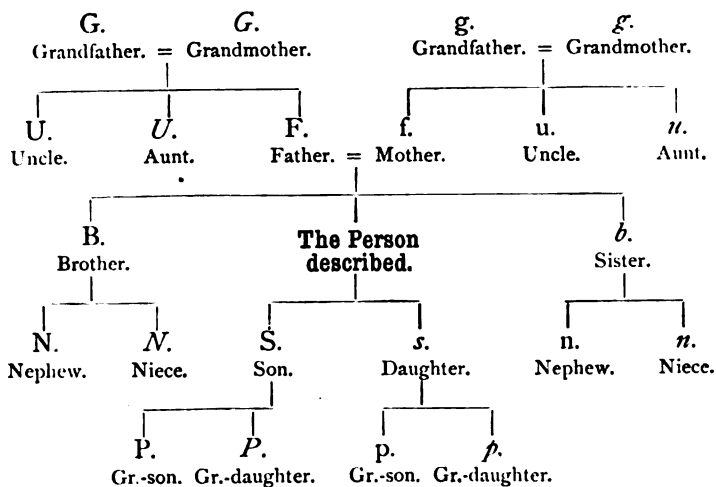 G. G. g. g.
Grandfather. = Grandmother. Grandfather. = Grandmother.
U. U. F. f. u. u.
Uncle. Aunt. Father. = Mother. Uncle. Aunt.
B. The Person b.
Brother. described. Sister.
N. N. S. s. n. n.
Nephew. Niece. Son. Daughter. Nephew. Niece.
P. P. p. p.
Gr.-son. Gr.-daughter. Gr.-son. Gr.-daughter.